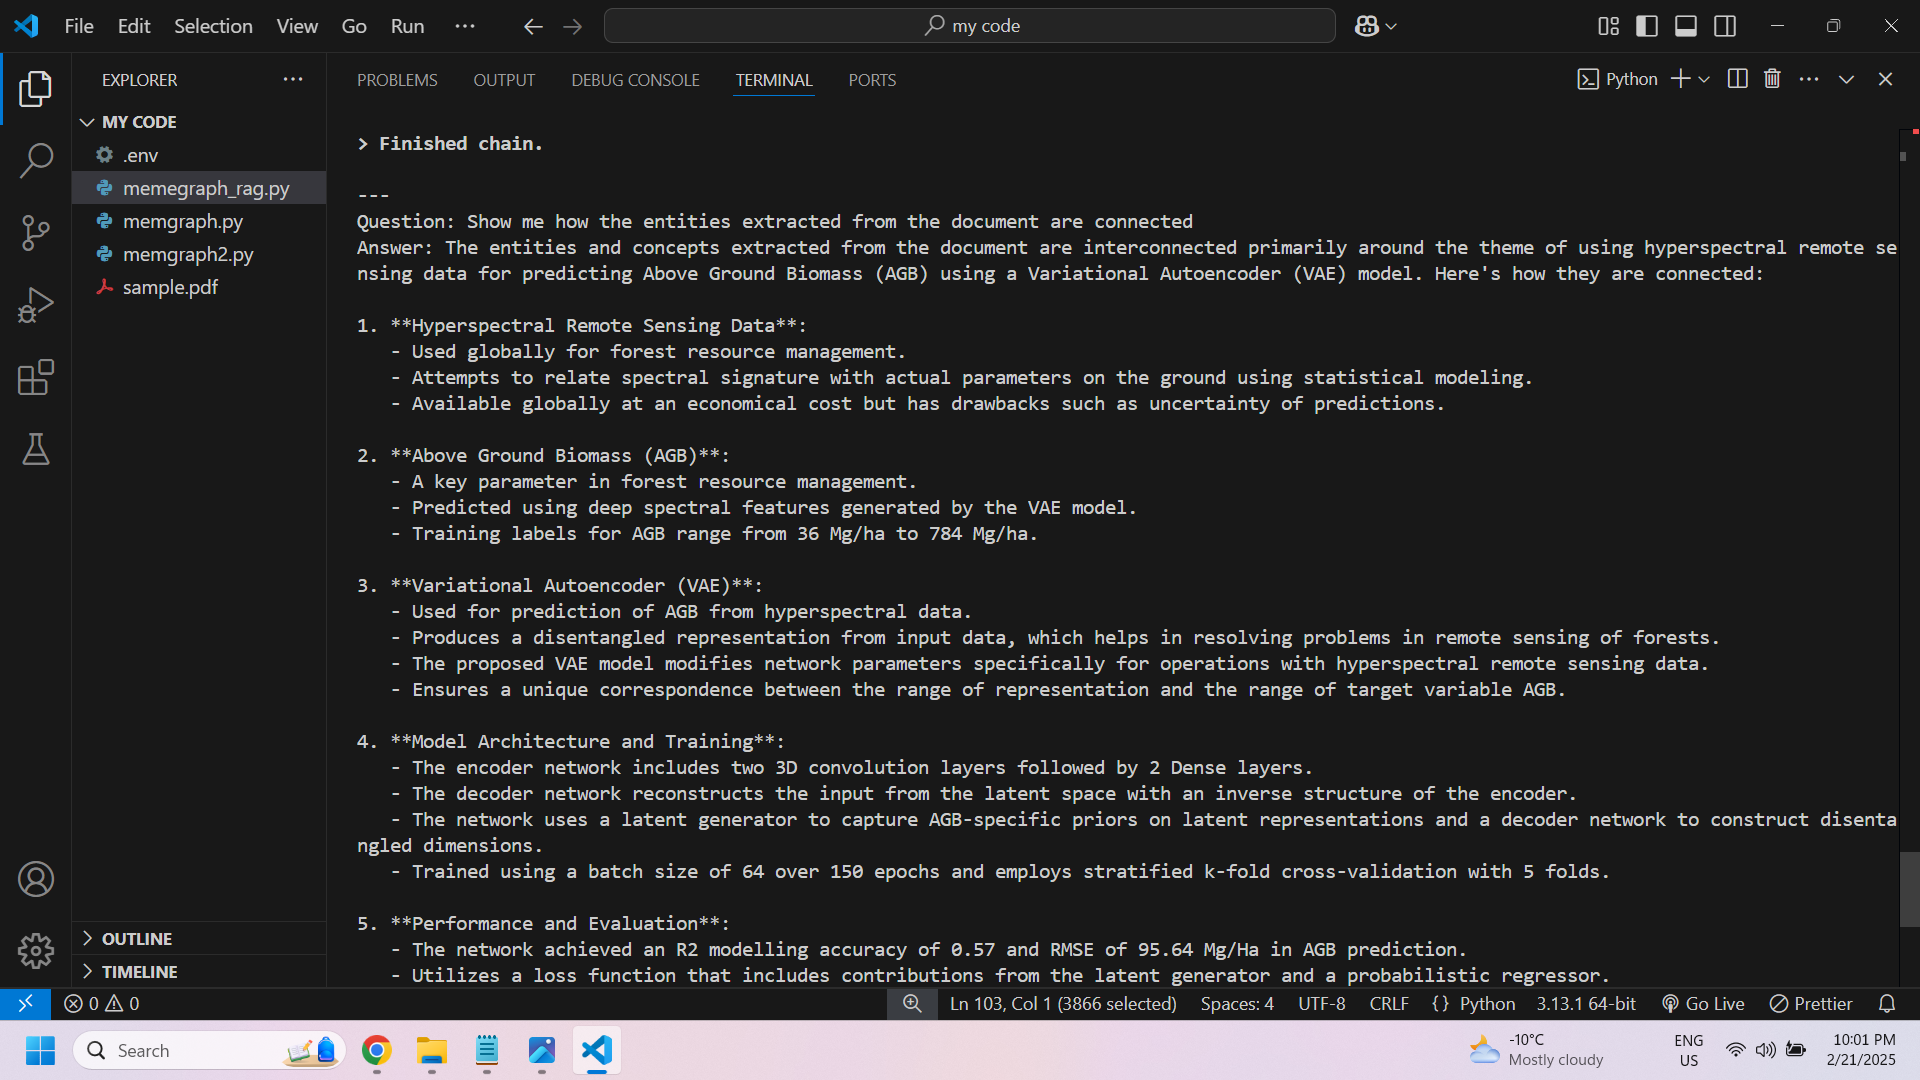 File Edit Selection View Go Run ··· my code
EXPLORER ···
MY CODE
.env
memegraph_rag.py
memgraph.py
memgraph2.py
sample.pdf
OUTLINE
TIMELINE
PROBLEMS OUTPUT DEBUG CONSOLE TERMINAL PORTS Python
> Finished chain.
---
Question: Show me how the entities extracted from the document are connected
Answer: The entities and concepts extracted from the document are interconnected primarily around the theme of using hyperspectral remote se
nsing data for predicting Above Ground Biomass (AGB) using a Variational Autoencoder (VAE) model. Here's how they are connected:
1. **Hyperspectral Remote Sensing Data**:
- Used globally for forest resource management.
- Attempts to relate spectral signature with actual parameters on the ground using statistical modeling.
- Available globally at an economical cost but has drawbacks such as uncertainty of predictions.
2. **Above Ground Biomass (AGB)**:
- A key parameter in forest resource management.
- Predicted using deep spectral features generated by the VAE model.
- Training labels for AGB range from 36 Mg/ha to 784 Mg/ha.
3. **Variational Autoencoder (VAE)**:
- Used for prediction of AGB from hyperspectral data.
- Produces a disentangled representation from input data, which helps in resolving problems in remote sensing of forests.
- The proposed VAE model modifies network parameters specifically for operations with hyperspectral remote sensing data.
- Ensures a unique correspondence between the range of representation and the range of target variable AGB.
4. **Model Architecture and Training**:
- The encoder network includes two 3D convolution layers followed by 2 Dense layers.
- The decoder network reconstructs the input from the latent space with an inverse structure of the encoder.
- The network uses a latent generator to capture AGB-specific priors on latent representations and a decoder network to construct disenta
ngled dimensions.
- Trained using a batch size of 64 over 150 epochs and employs stratified k-fold cross-validation with 5 folds.
5. **Performance and Evaluation**:
- The network achieved an R2 modelling accuracy of 0.57 and RMSE of 95.64 Mg/Ha in AGB prediction.
- Utilizes a loss function that includes contributions from the latent generator and a probabilistic regressor.
0 0 Ln 103, Col 1 (3866 selected) Spaces: 4 UTF-8 CRLF {} Python 3.13.1 64-bit Go Live Prettier
Search
-10°C
Mostly cloudy
ENG
US
10:01 PM
2/21/2025